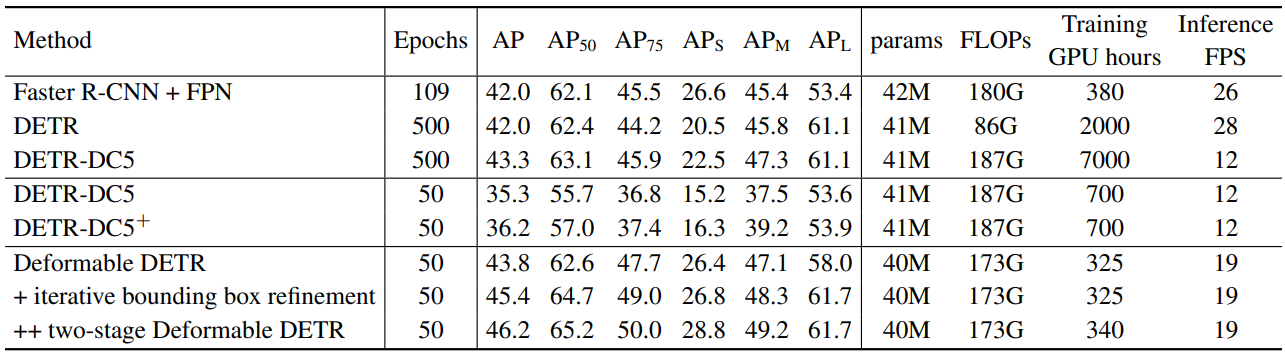 Method Epochs AP AP50 AP75 APS APM APL params FLOPs Training GPU hours Inference FPS
Faster R-CNN + FPN 109 42.0 62.1 45.5 26.6 45.4 53.4 42M 180G 380 26
DETR 500 42.0 62.4 44.2 20.5 45.8 61.1 41M 86G 2000 28
DETR-DC5 500 43.3 63.1 45.9 22.5 47.3 61.1 41M 187G 7000 12
DETR-DC5 50 35.3 55.7 36.8 15.2 37.5 53.6 41M 187G 700 12
DETR-DC5+ 50 36.2 57.0 37.4 16.3 39.2 53.9 41M 187G 700 12
Deformable DETR 50 43.8 62.6 47.7 26.4 47.1 58.0 40M 173G 325 19
+ iterative bounding box refinement 50 45.4 64.7 49.0 26.8 48.3 61.7 40M 173G 325 19
++ two-stage Deformable DETR 50 46.2 65.2 50.0 28.8 49.2 61.7 40M 173G 340 19